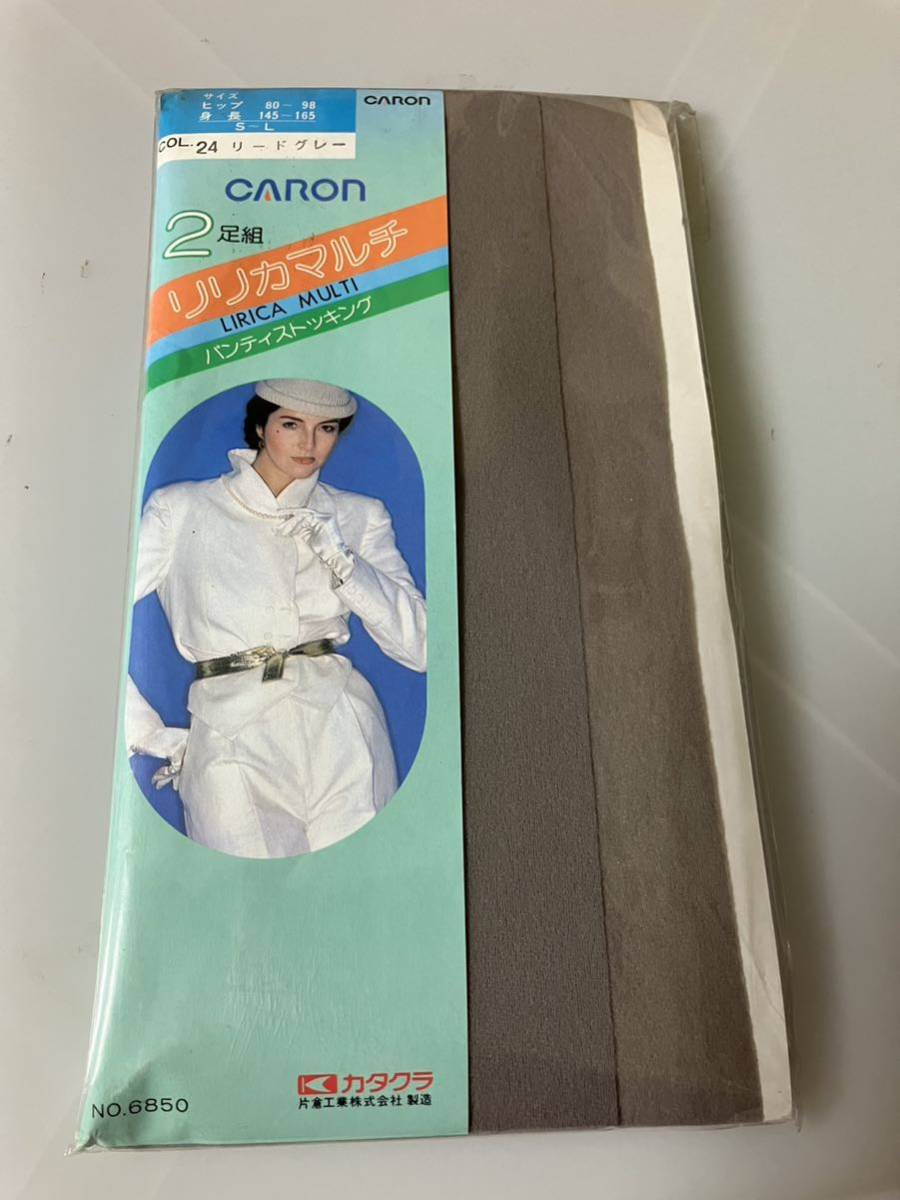 サイズ
ヒップ 80~98
身長 145~165
S~L
CARON
COL. 24 リードグレー
CARON
2足組
リリカマルチ
LIRICA MULTI
パンティストッキング
カタクラ
片倉工業株式会社 製造
NO.6850